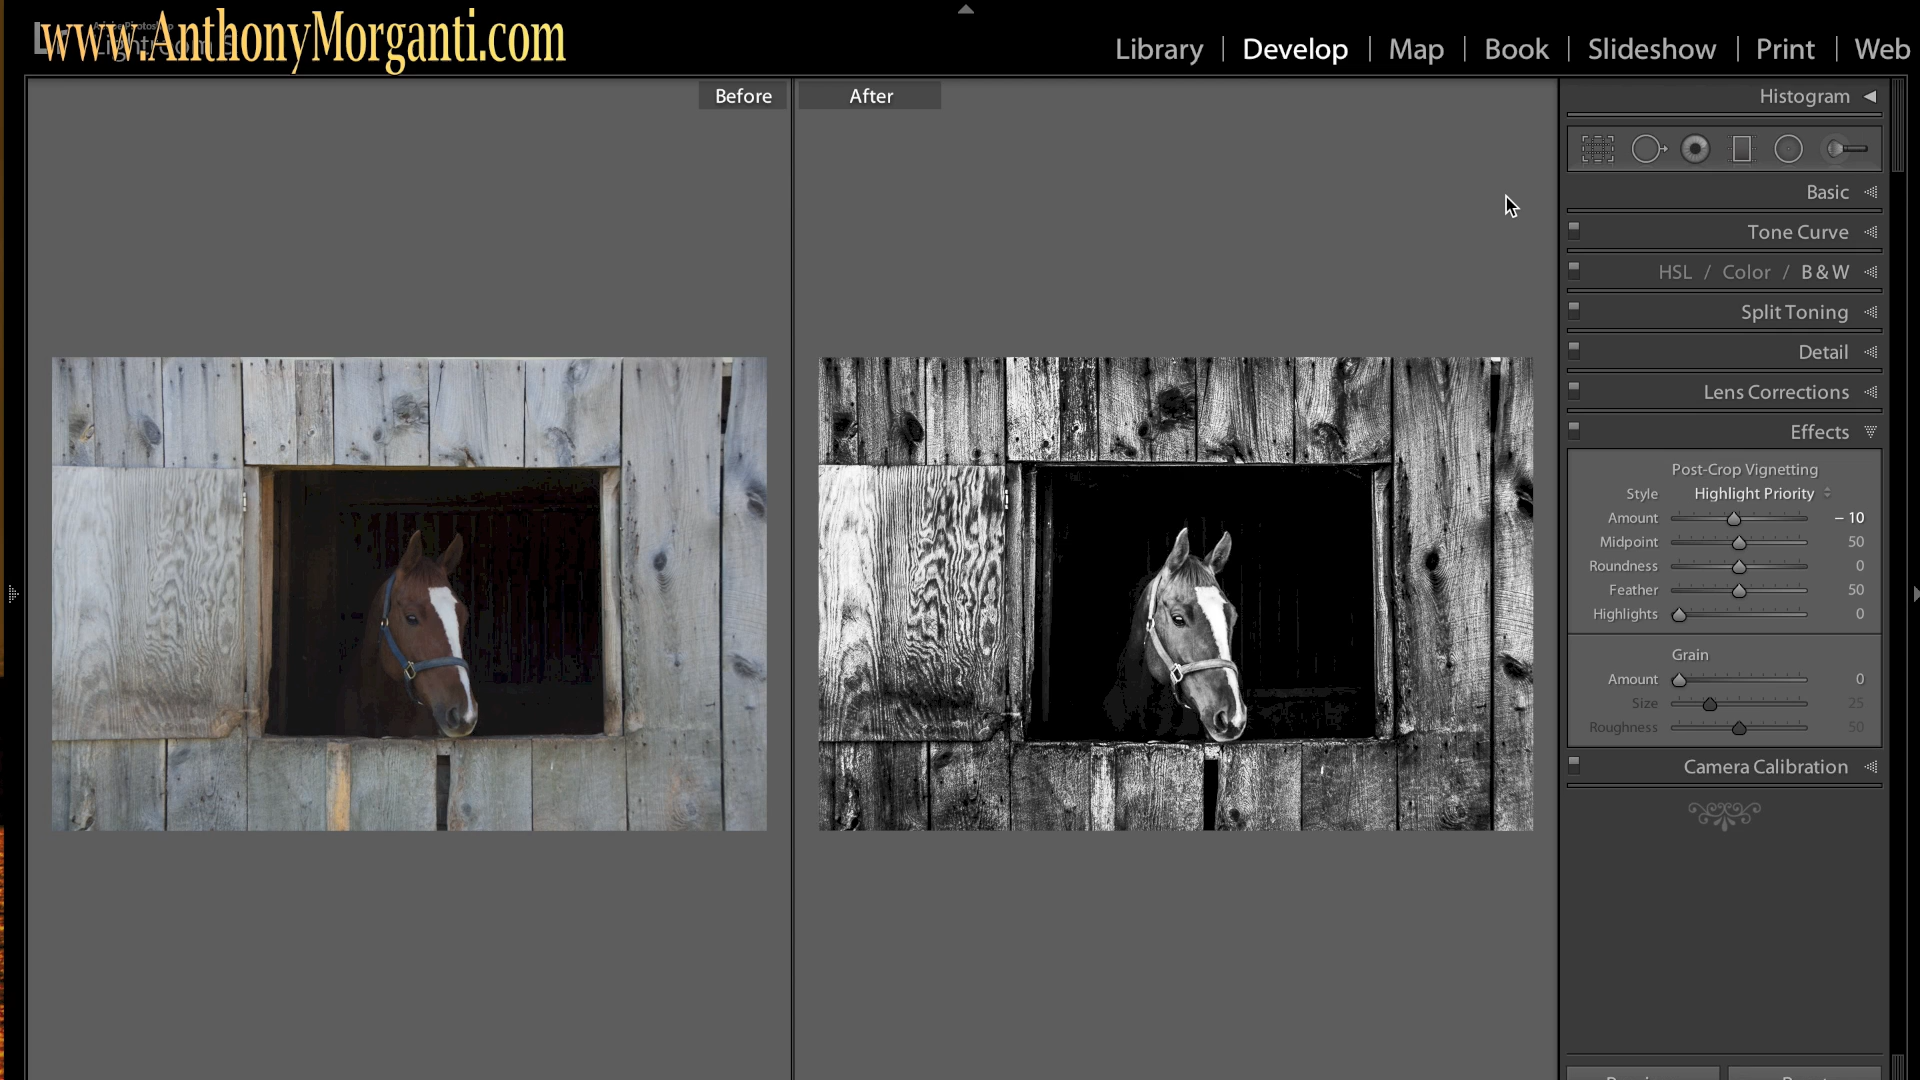 www.AnthonyMorganti.com
Library | Develop | Map | Book | Slideshow | Print | Web
Before
After
Histogram
Basic
Tone Curve
HSL / Color / B & W
Split Toning
Detail
Lens Corrections
Effects
Post-Crop Vignetting
Style Highlight Priority
Amount – 10
Midpoint 50
Roundness 0
Feather 50
Highlights 0
Grain
Amount 0
Size 25
Roughness 50
Camera Calibration